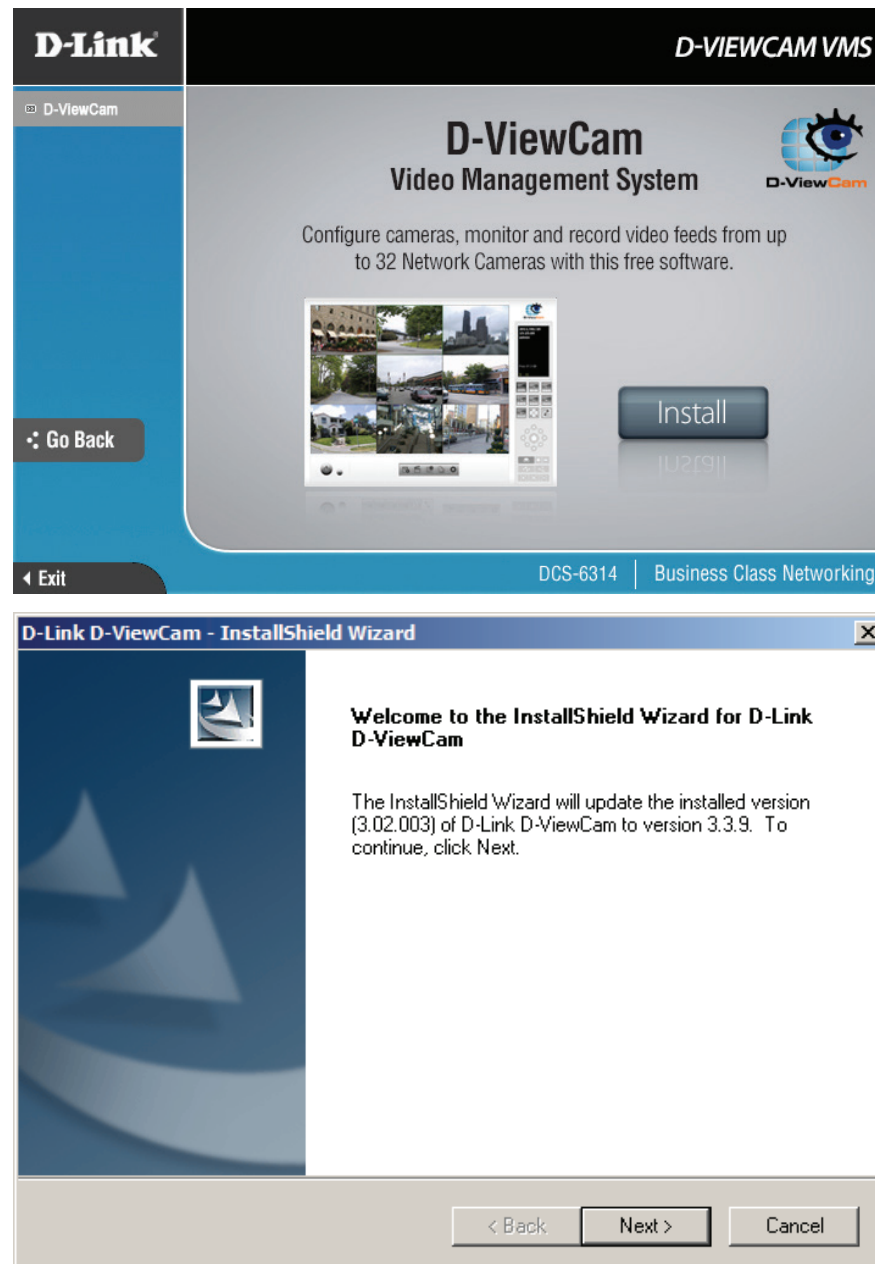 D-Link
D-VIEWCAM VMS
D-ViewCam
D-ViewCam
Video Management System
D-ViewCam
Configure cameras, monitor and record video feeds from up
to 32 Network Cameras with this free software.
Install
Go Back
Exit
DCS-6314
Business Class Networking
D-Link D-ViewCam - InstallShield Wizard
Welcome to the InstallShield Wizard for D-Link
D-ViewCam
The InstallShield Wizard will update the installed version
(3.02.003) of D-Link D-ViewCam to version 3.3.9. To
continue, click Next.
< Back
Next >
Cancel